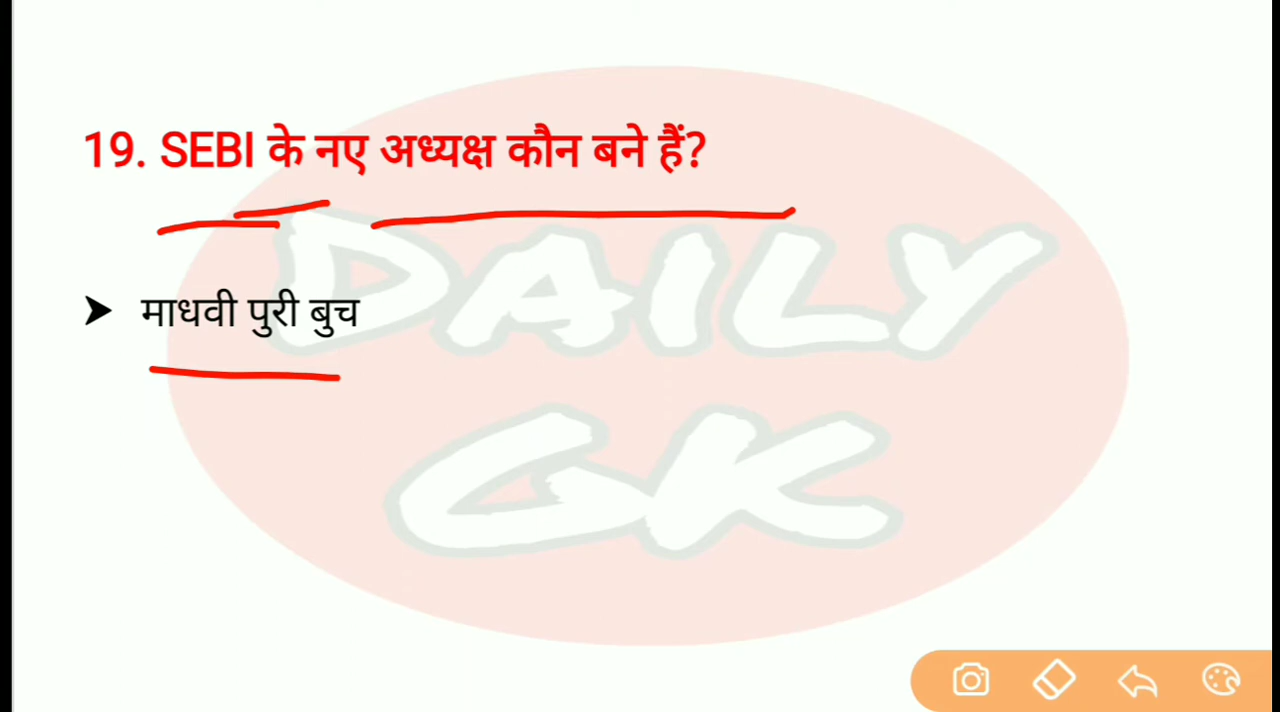 19. SEBI के नए अध्यक्ष कौन बने हैं?
➤ माधवी पुरी बुच
DAILY
GK